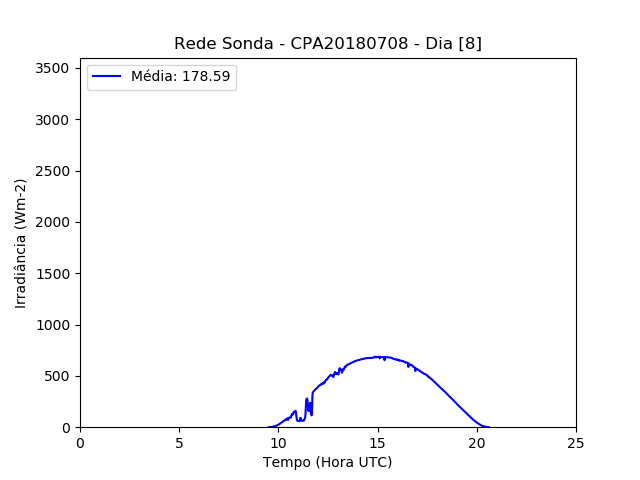 Rede Sonda - CPA20180708 - Dia [8]
Média: 178.59
3500
3000
2500
2000
1500
1000
500
0
Irradiância (Wm-2)
0 5 10 15 20 25
Tempo (Hora UTC)